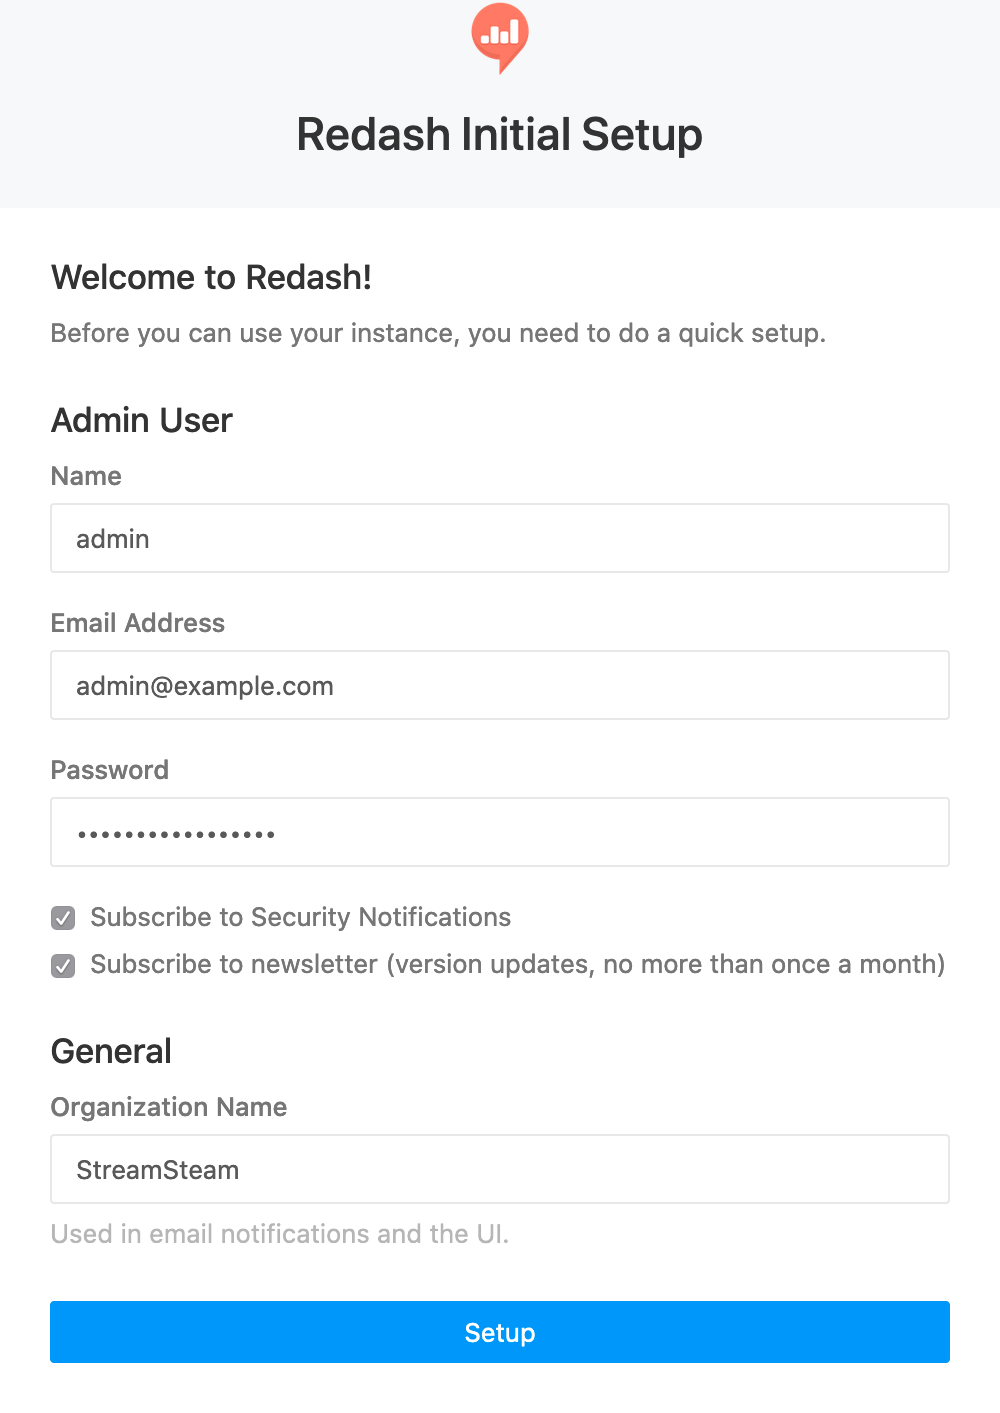 Redash Initial Setup
Welcome to Redash!
Before you can use your instance, you need to do a quick setup.
Admin User
Name
admin
Email Address
admin@example.com
Password
•••••••••••••••••
Subscribe to Security Notifications
Subscribe to newsletter (version updates, no more than once a month)
General
Organization Name
StreamSteam
Used in email notifications and the UI.
Setup